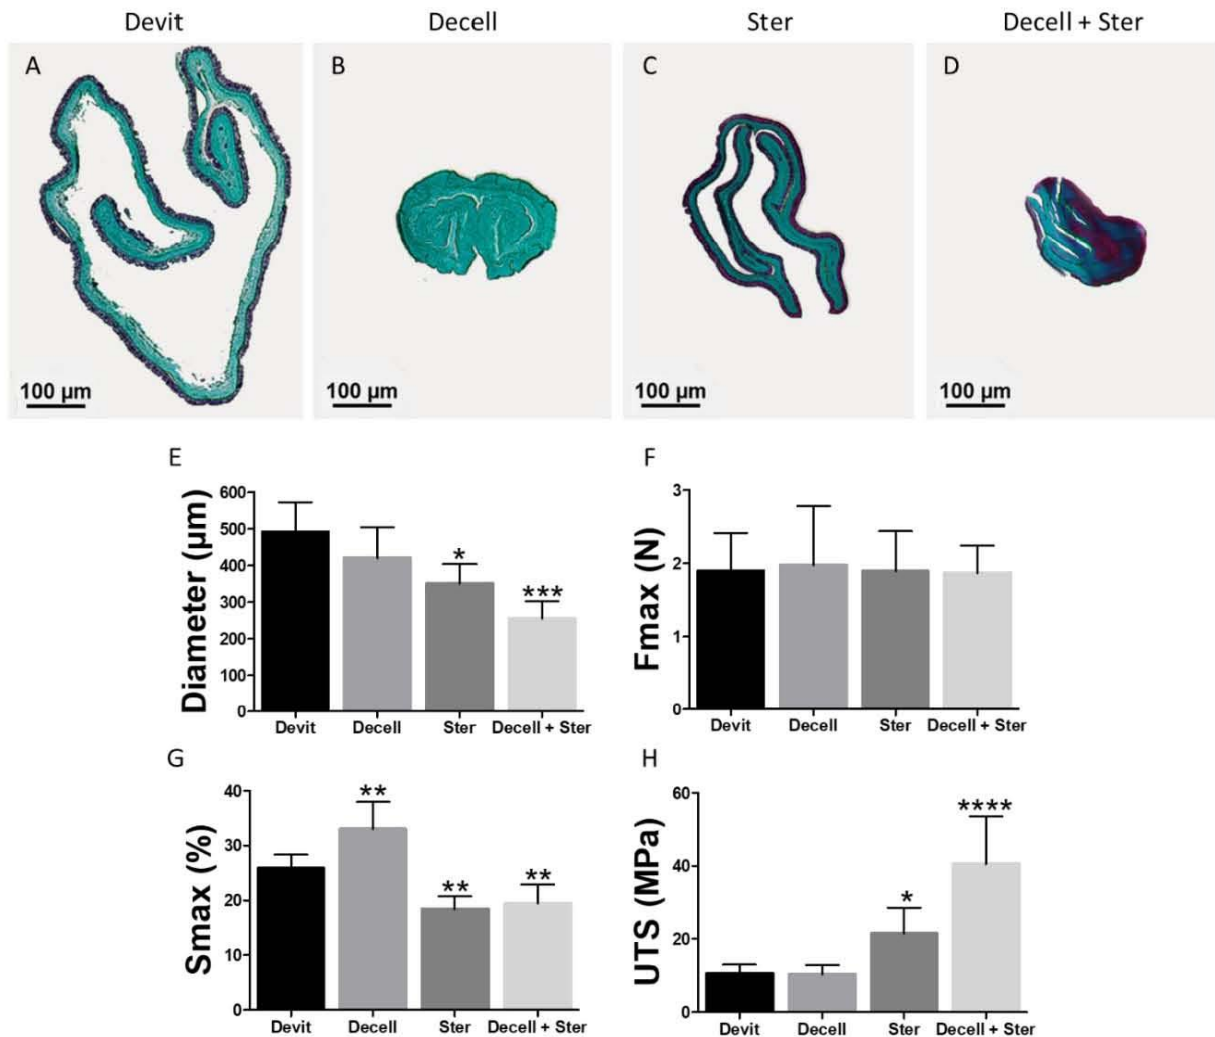 Devit Decell Ster Decell + Ster
A B C D
100 µm 100 µm 100 µm 100 µm
E
Diameter (µm)
600
500
400
300
200
100
0
*
***
Devit Decell Ster Decell + Ster
F
Fmax (N)
3
2
1
0
Devit Decell Ster Decell + Ster
G
Smax (%)
40
30
20
10
0
**
**
**
Devit Decell Ster Decell + Ster
H
UTS (MPa)
60
40
20
0
*
****
Devit Decell Ster Decell + Ster